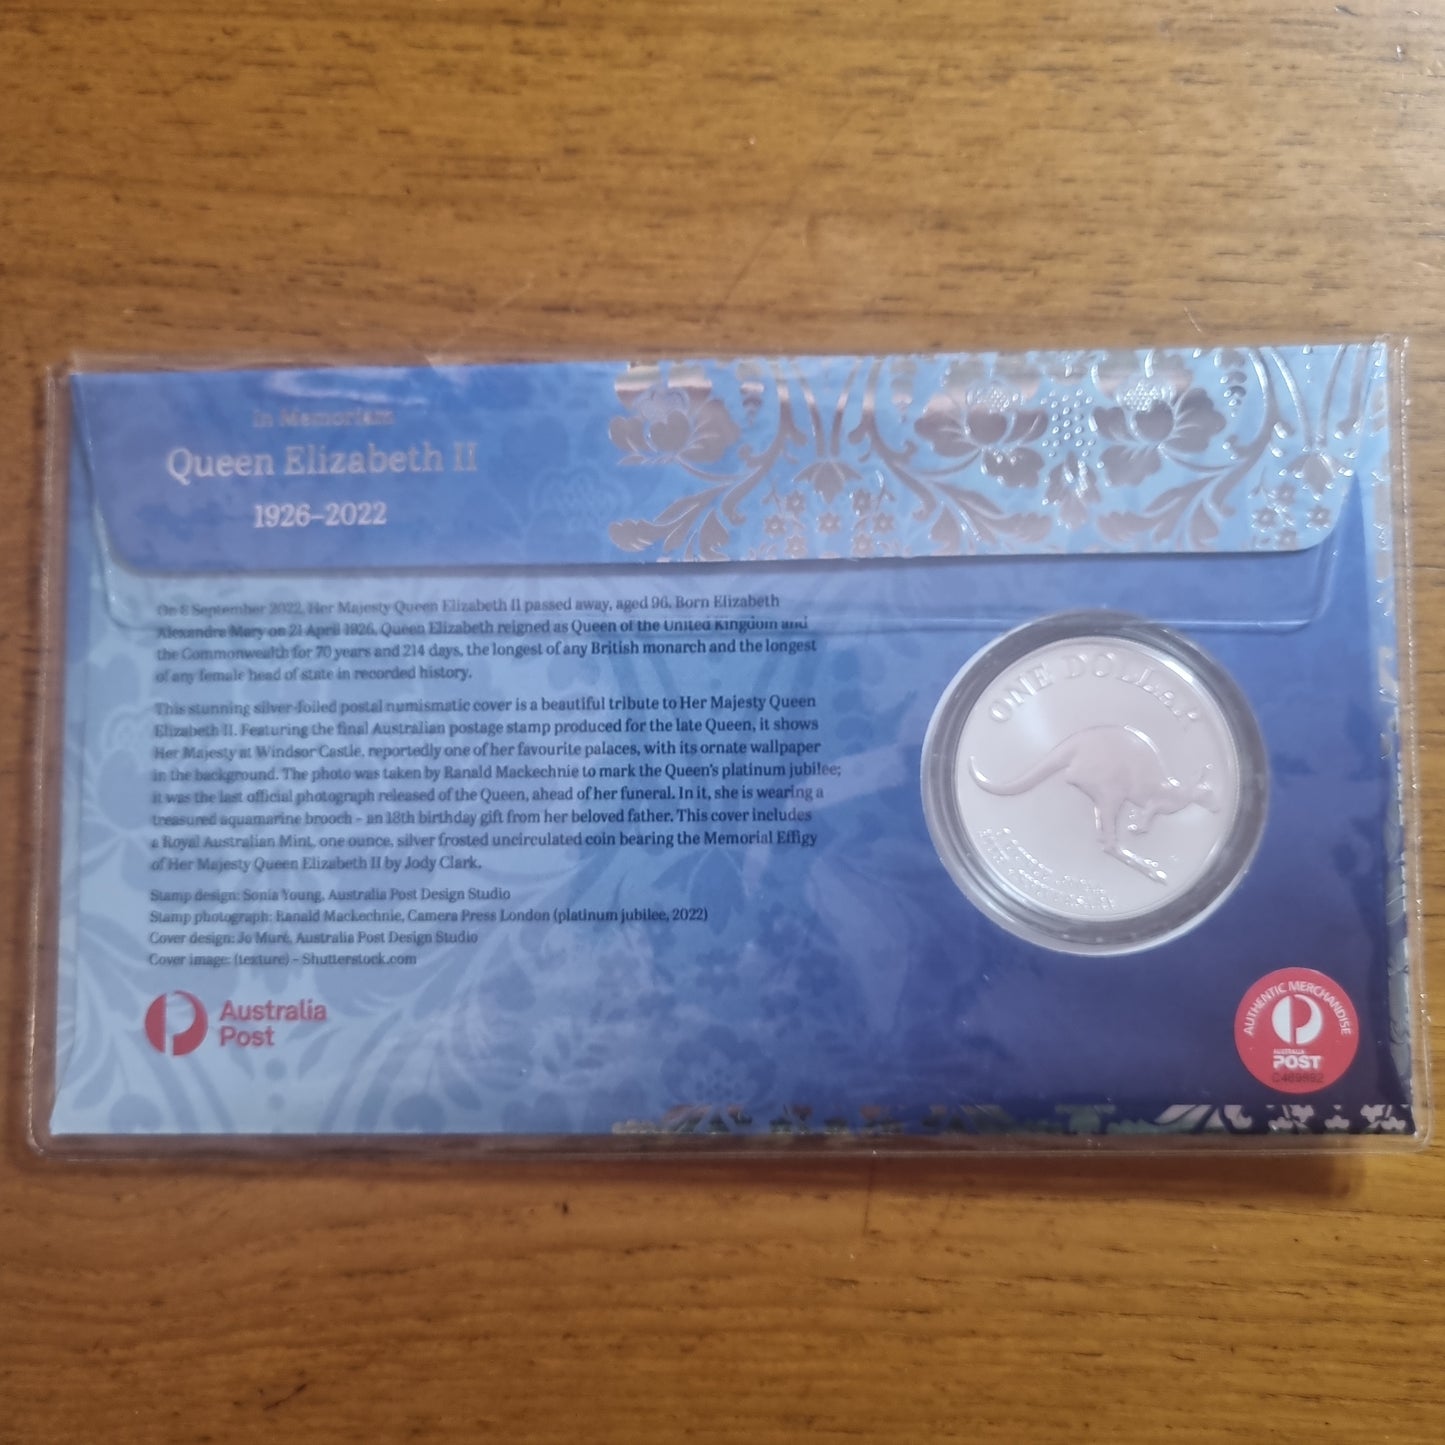 In Memoriam
Queen Elizabeth II
1926–2022
On 8 September 2022, Her Majesty Queen Elizabeth II passed away, aged 96. Born Elizabeth
Alexandra Mary on 21 April 1926, Queen Elizabeth reigned as Queen of the United Kingdom and
the Commonwealth for 70 years and 214 days, the longest of any British monarch and the longest
of any female head of state in recorded history.
This stunning silver-foiled postal numismatic cover is a beautiful tribute to Her Majesty Queen
Elizabeth II. Featuring the final Australian postage stamp produced for the late Queen, it shows
Her Majesty at Windsor Castle, reportedly one of her favourite palaces, with its ornate wallpaper
in the background. The photo was taken by Ranald Mackechnie to mark the Queen's platinum jubilee;
it was the last official photograph released of the Queen, ahead of her funeral. In it, she is wearing a
treasured aquamarine brooch – an 18th birthday gift from her beloved father. This cover includes
a Royal Australian Mint, one ounce, silver frosted uncirculated coin bearing the Memorial Effigy
of Her Majesty Queen Elizabeth II by Jody Clark.
Stamp design: Sonia Young, Australia Post Design Studio
Stamp photograph: Ranald Mackechnie, Camera Press London (platinum jubilee, 2022)
Cover design: Jo Muré, Australia Post Design Studio
Cover image: (texture) – Shutterstock.com
Australia
Post
ONE DOLLAR
AUTHENTIC MERCHANDISE
AUSTRALIA
POST